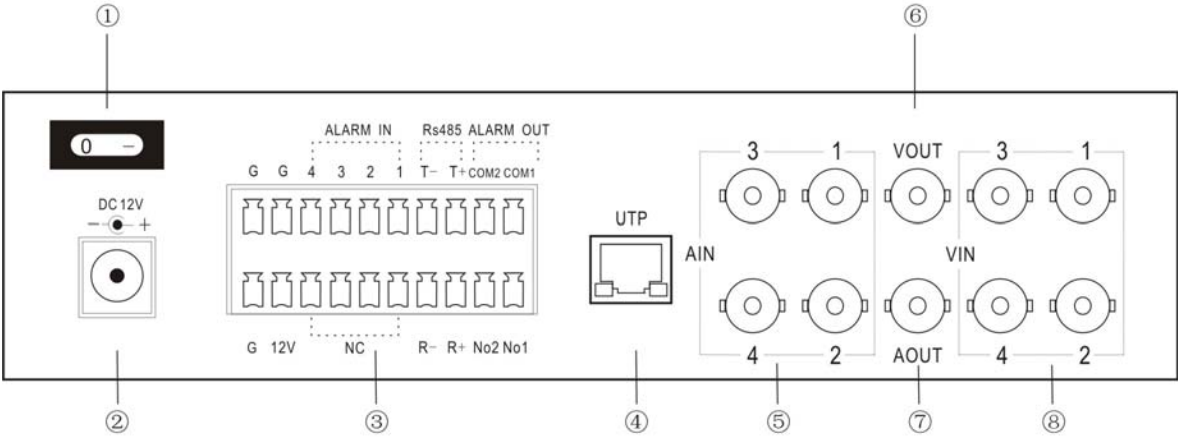 ① ⑥
ALARM IN Rs485 ALARM OUT
0 –
3 1 VOUT 3 1
G G 4 3 2 1 T− T+ COM2 COM1
DC 12V
− +
UTP
AIN VIN
G 12V NC R− R+ No2 No1
4 2 AOUT 4 2
② ③ ④ ⑤ ⑦ ⑧